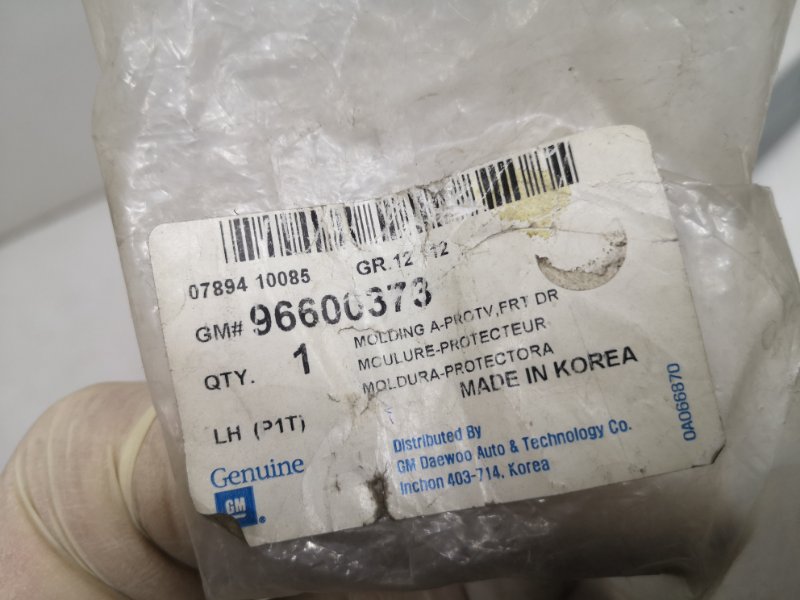 07894 10085
GR.12 112
GM# 96600373
MOLDING A-PROTV,FRT DR
MOULURE-PROTECTEUR
MOLDURA-PROTECTORA
QTY. 1
MADE IN KOREA
LH (P1T)
Distributed By
GM Daewoo Auto & Technology Co.
Inchon 403-714, Korea
Genuine
GM
0A066870